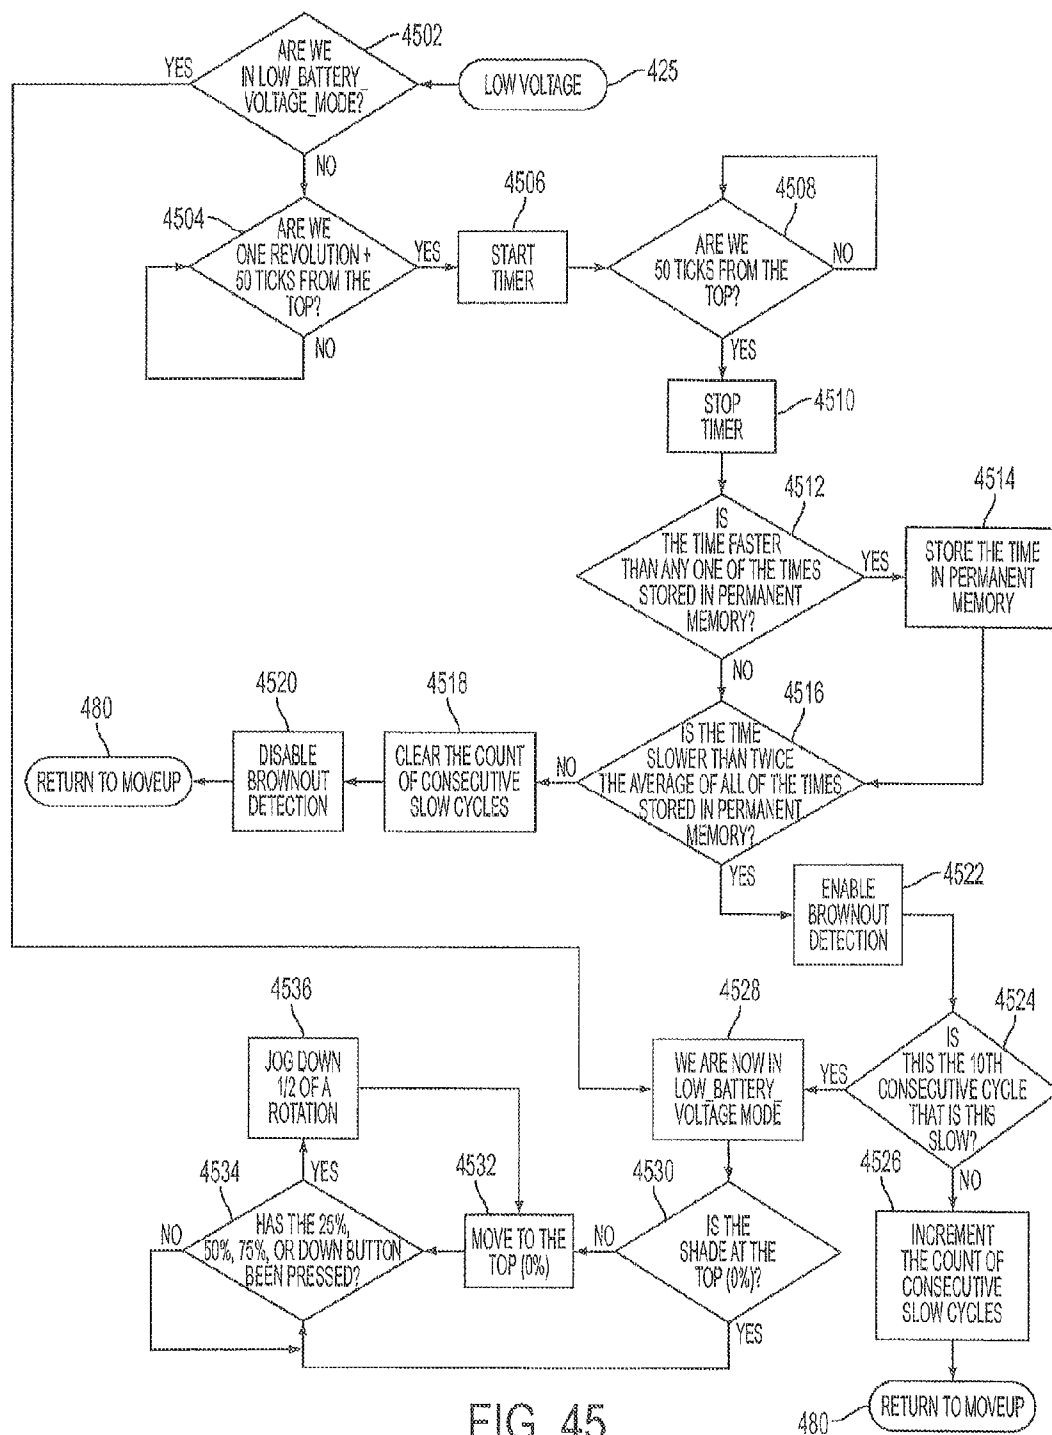 4502
ARE WE
IN LOW_BATTERY_
VOLTAGE_MODE?
YES
NO
LOW VOLTAGE
425
4504
ARE WE
ONE REVOLUTION +
50 TICKS FROM THE
TOP?
YES
NO
4506
START
TIMER
4508
ARE WE
50 TICKS FROM THE
TOP?
NO
YES
STOP
TIMER
4510
4512
IS
THE TIME FASTER
THAN ANY ONE OF THE TIMES
STORED IN PERMANENT
MEMORY?
YES
NO
4514
STORE THE TIME
IN PERMANENT
MEMORY
4516
IS THE TIME
SLOWER THAN TWICE
THE AVERAGE OF ALL OF THE TIMES
STORED IN PERMANENT
MEMORY?
NO
YES
4518
CLEAR THE COUNT
OF CONSECUTIVE
SLOW CYCLES
4520
DISABLE
BROWNOUT
DETECTION
480
RETURN TO MOVEUP
4522
ENABLE
BROWNOUT
DETECTION
4524
IS
THIS THE 10TH
CONSECUTIVE CYCLE
THAT IS THIS
SLOW?
YES
NO
4526
INCREMENT
THE COUNT OF
CONSECUTIVE
SLOW CYCLES
480
RETURN TO MOVEUP
4528
WE ARE NOW IN
LOW_BATTERY_
VOLTAGE MODE
4530
IS THE
SHADE AT THE
TOP (0%)?
NO
YES
4532
MOVE TO THE
TOP (0%)
4534
HAS THE 25%,
50%, 75%, OR DOWN BUTTON
BEEN PRESSED?
NO
YES
4536
JOG DOWN
1/2 OF A
ROTATION
FIG. 45